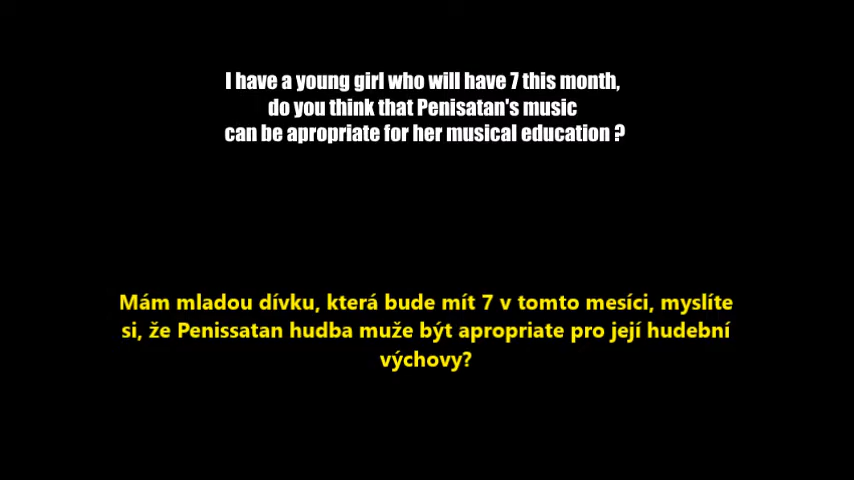 I have a young girl who will have 7 this month,
do you think that Penisatan's music
can be apropriate for her musical education ?
Mám mladou dívku, která bude mít 7 v tomto mesíci, myslíte
si, že Penissatan hudba muže být apropriate pro její hudební
výchovy?